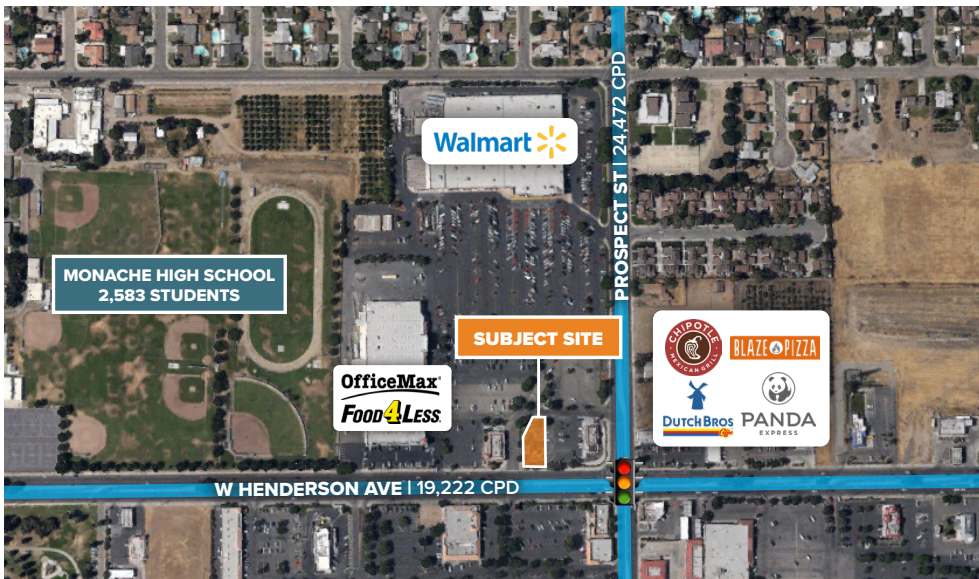 Walmart
PROSPECT ST | 24,472 CPD
MONACHE HIGH SCHOOL
2,583 STUDENTS
SUBJECT SITE
CHIPOTLE
MEXICAN GRILL
BLAZE PIZZA
OfficeMax®
FOOD4LESS.
DUTCH BROS
PANDA
EXPRESS
W HENDERSON AVE | 19,222 CPD